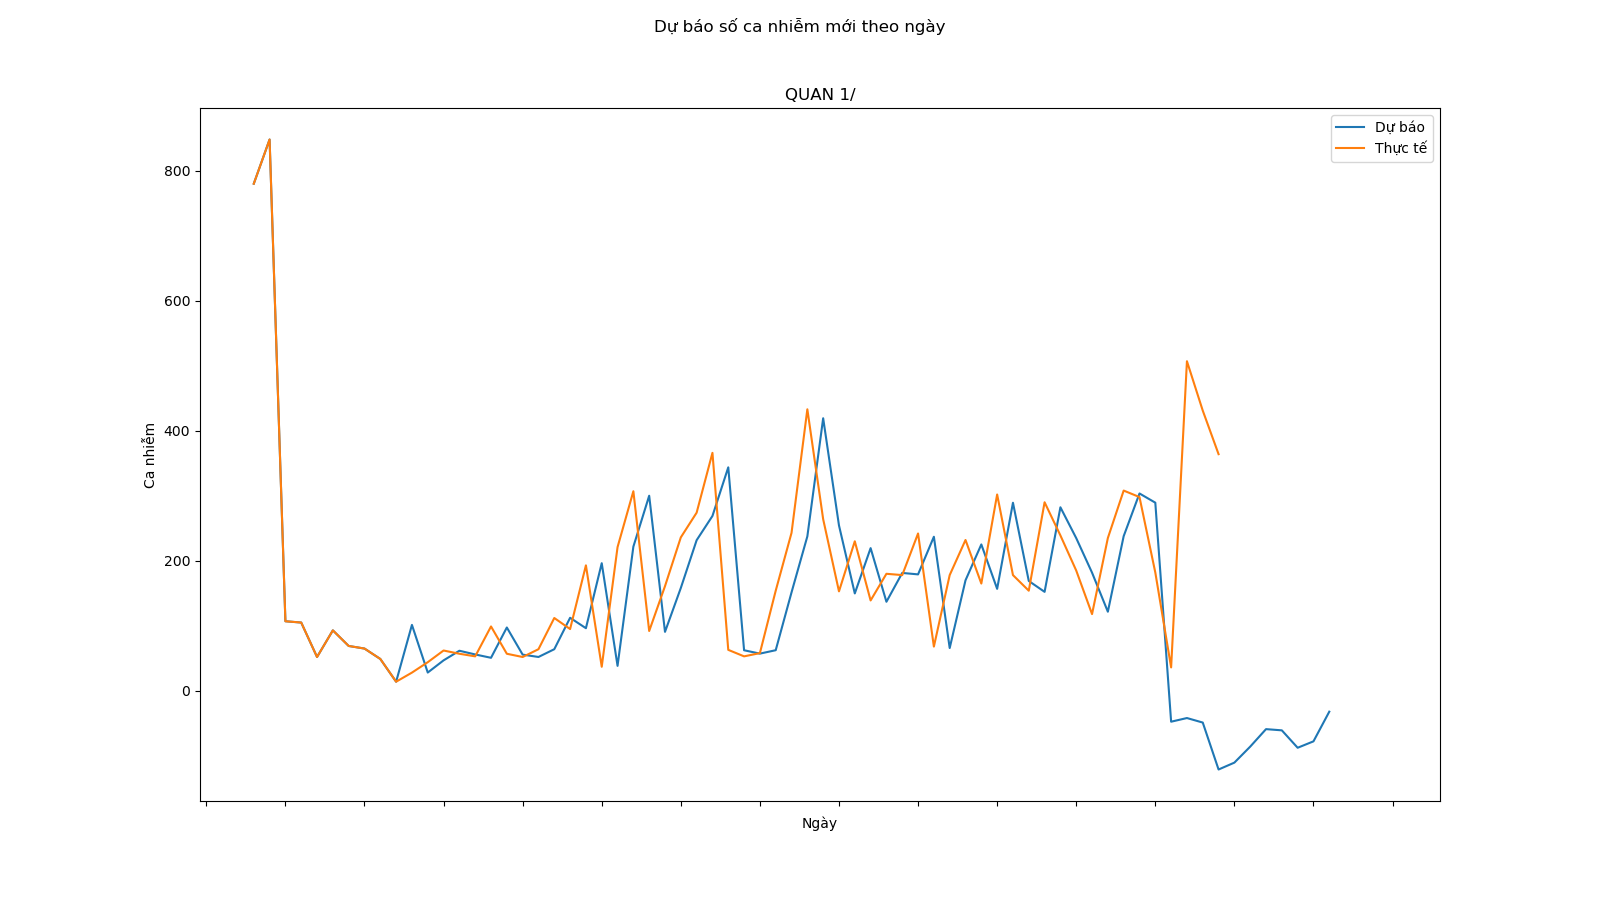 Dự báo số ca nhiễm mới theo ngày
QUAN 1/
Dự báo
Thực tế
800
600
400
200
0
Ca nhiễm
Ngày